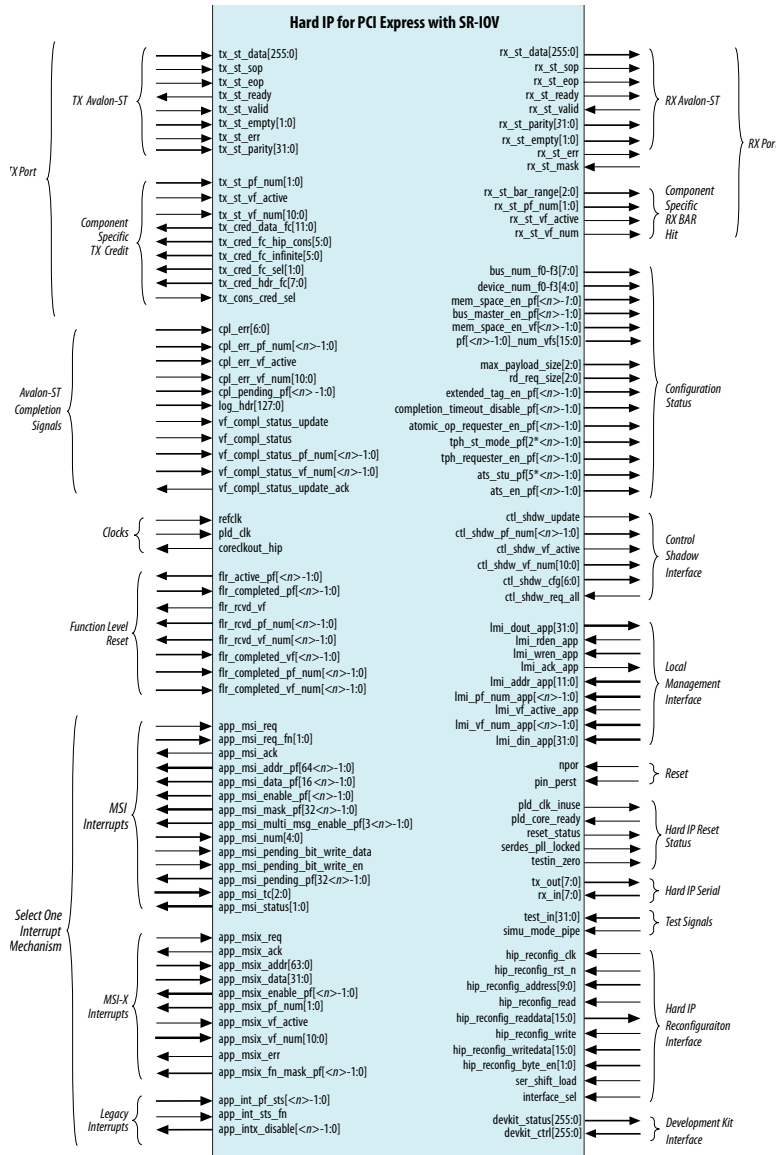 Hard IP for PCI Express with SR-IOV
TX Port
TX Avalon-ST
tx_st_data[255:0]
tx_st_sop
tx_st_eop
tx_st_ready
tx_st_valid
tx_st_empty[1:0]
tx_st_err
tx_st_parity[31:0]
Component
Specific
TX Credit
tx_st_pf_num[1:0]
tx_st_vf_active
tx_st_vf_num[10:0]
tx_cred_data_fc[11:0]
tx_cred_fc_hip_cons[5:0]
tx_cred_fc_infinite[5:0]
tx_cred_fc_sel[1:0]
tx_cred_hdr_fc[7:0]
tx_cons_cred_sel
Avalon-ST
Completion
Signals
cpl_err[6:0]
cpl_err_pf_num[<n>-1:0]
cpl_err_vf_active
cpl_err_vf_num[10:0]
cpl_pending_pf[<n> -1:0]
log_hdr[127:0]
vf_compl_status_update
vf_compl_status
vf_compl_status_pf_num[<n>-1:0]
vf_compl_status_vf_num[<n>-1:0]
vf_compl_status_update_ack
Clocks
refclk
pld_clk
coreclkout_hip
Function Level
Reset
flr_active_pf[<n>-1:0]
flr_completed_pf[<n>-1:0]
flr_rcvd_vf
flr_rcvd_pf_num[<n>-1:0]
flr_rcvd_vf_num[<n>-1:0]
flr_completed_vf[<n>-1:0]
flr_completed_pf_num[<n>-1:0]
flr_completed_vf_num[<n>-1:0]
Select One
Interrupt
Mechanism
MSI
Interrupts
app_msi_req
app_msi_req_fn[1:0]
app_msi_ack
app_msi_addr_pf[64<n>-1:0]
app_msi_data_pf[16 <n>-1:0]
app_msi_enable_pf[<n>-1:0]
app_msi_mask_pf[32<n>-1:0]
app_msi_multi_msg_enable_pf[3<n>-1:0]
app_msi_num[4:0]
app_msi_pending_bit_write_data
app_msi_pending_bit_write_en
app_msi_pending_pf[32<n>-1:0]
app_msi_tc[2:0]
app_msi_status[1:0]
MSI-X
Interrupts
app_msix_req
app_msix_ack
app_msix_addr[63:0]
app_msix_data[31:0]
app_msix_enable_pf[<n>-1:0]
app_msix_pf_num[1:0]
app_msix_vf_active
app_msix_vf_num[10:0]
app_msix_err
app_msix_fn_mask_pf[<n>-1:0]
Legacy
Interrupts
app_int_pf_sts[<n>-1:0]
app_int_sts_fn
app_intx_disable[<n>-1:0]
rx_st_data[255:0]
rx_st_sop
rx_st_eop
rx_st_ready
rx_st_valid
rx_st_parity[31:0]
rx_st_empty[1:0]
rx_st_err
rx_st_mask
RX Avalon-ST
RX Port
rx_st_bar_range[2:0]
rx_st_pf_num[1:0]
rx_st_vf_active
rx_st_vf_num
Component
Specific
RX BAR
Hit
bus_num_f0-f3[7:0]
device_num_f0-f3[4:0]
mem_space_en_pf[<n>-1:0]
bus_master_en_pf[<n>-1:0]
mem_space_en_vf[<n>-1:0]
pf[<n>-1:0]_num_vfs[15:0]
max_payload_size[2:0]
rd_req_size[2:0]
extended_tag_en_pf[<n>-1:0]
completion_timeout_disable_pf[<n>-1:0]
atomic_op_requester_en_pf[<n>-1:0]
tph_st_mode_pf[2*<n>-1:0]
tph_requester_en_pf[<n>-1:0]
ats_stu_pf[5*<n>-1:0]
ats_en_pf[<n>-1:0]
Configuration
Status
ctl_shdw_update
ctl_shdw_pf_num[<n>-1:0]
ctl_shdw_vf_active
ctl_shdw_vf_num[10:0]
ctl_shdw_cfg[6:0]
ctl_shdw_req_all
Control
Shadow
Interface
lmi_dout_app[31:0]
lmi_rden_app
lmi_wren_app
lmi_ack_app
lmi_addr_app[11:0]
lmi_pf_num_app[<n>-1:0]
lmi_vf_active_app
lmi_vf_num_app[<n>-1:0]
lmi_din_app[31:0]
Local
Management
Interface
npor
pin_perst
Reset
pld_clk_inuse
pld_core_ready
reset_status
serdes_pll_locked
testin_zero
Hard IP Reset
Status
tx_out[7:0]
rx_in[7:0]
Hard IP Serial
test_in[31:0]
simu_mode_pipe
Test Signals
hip_reconfig_clk
hip_reconfig_rst_n
hip_reconfig_address[9:0]
hip_reconfig_read
hip_reconfig_readdata[15:0]
hip_reconfig_write
hip_reconfig_writedata[15:0]
hip_reconfig_byte_en[1:0]
ser_shift_load
interface_sel
Hard IP
Reconfiguraiton
Interface
devkit_status[255:0]
devkit_ctrl[255:0]
Development Kit
Interface